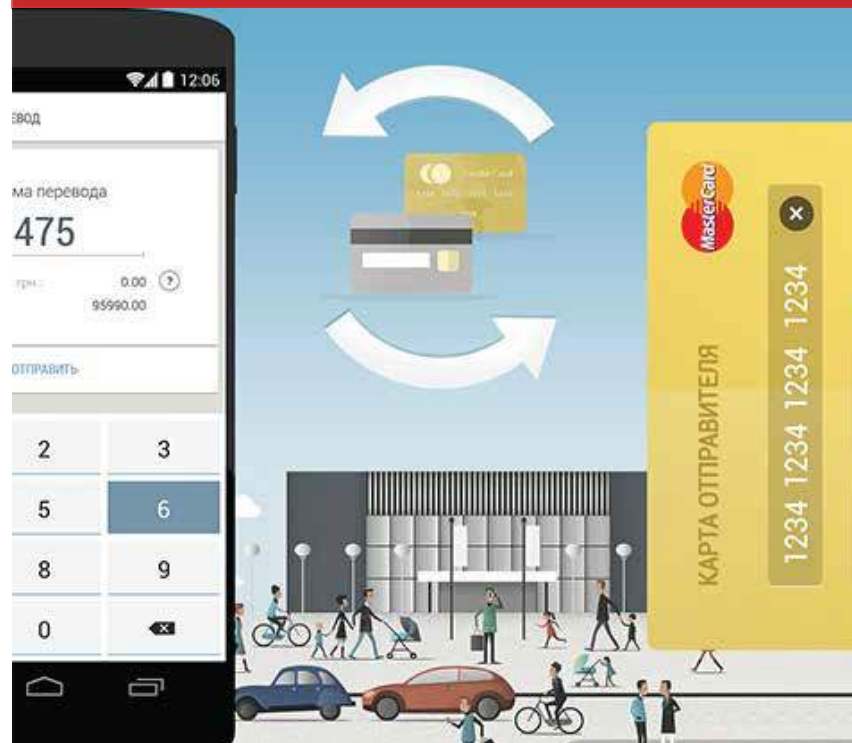 12:06
ЕВОД
ма перевода
475
грн.:
0.00 ?
95990.00
ОТПРАВИТЬ
2 3
5 6
8 9
0
MasterCard
MasterCard
КАРТА ОТПРАВИТЕЛЯ
1234 1234 1234 1234